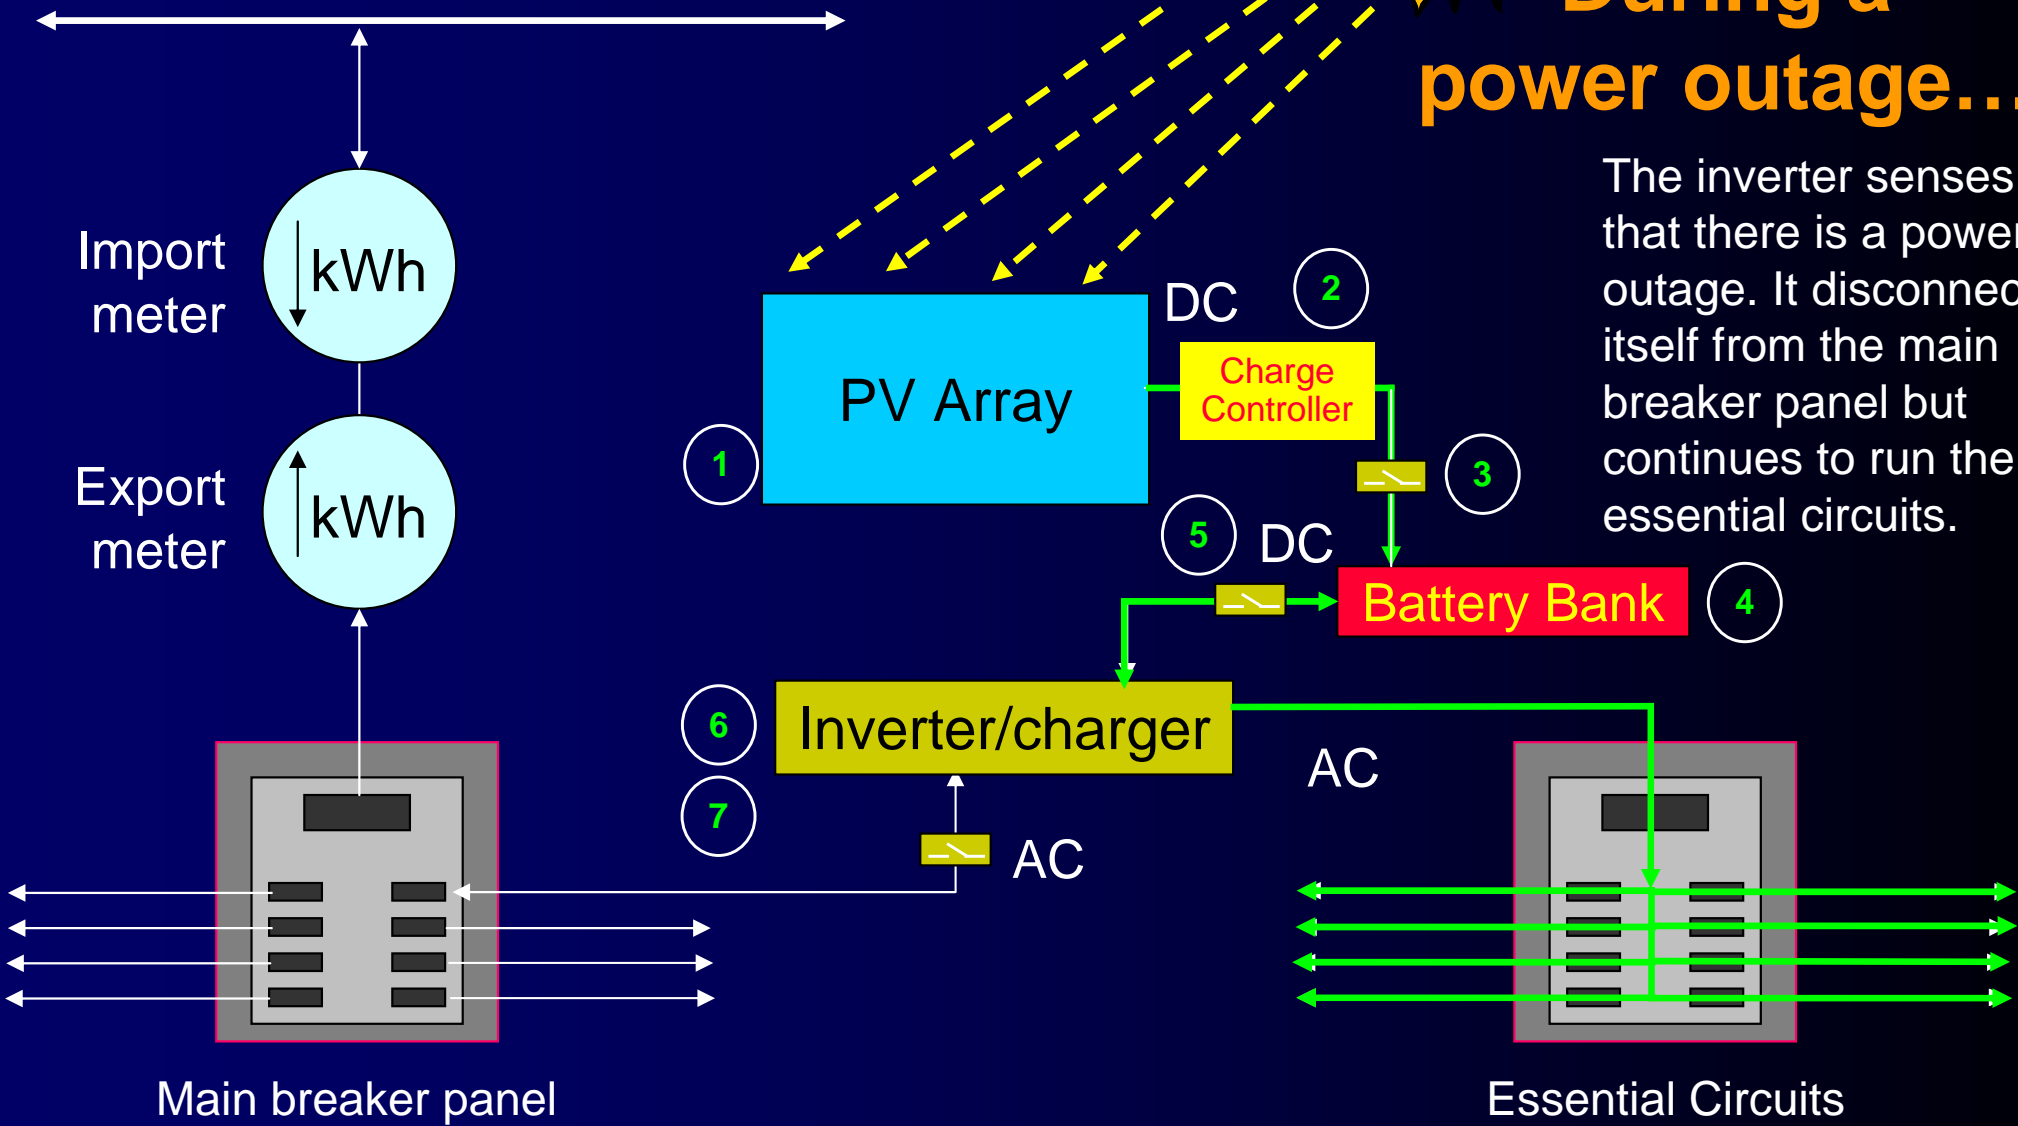 During a
power outage…
The inverter senses
that there is a power
outage. It disconnec
itself from the main
breaker panel but
continues to run the
essential circuits.
Import
meter
kWh
Export
meter
kWh
DC
2
Charge
Controller
PV Array
1
3
5
DC
Battery Bank
4
6
Inverter/charger
7
AC
AC
Main breaker panel
Essential Circuits